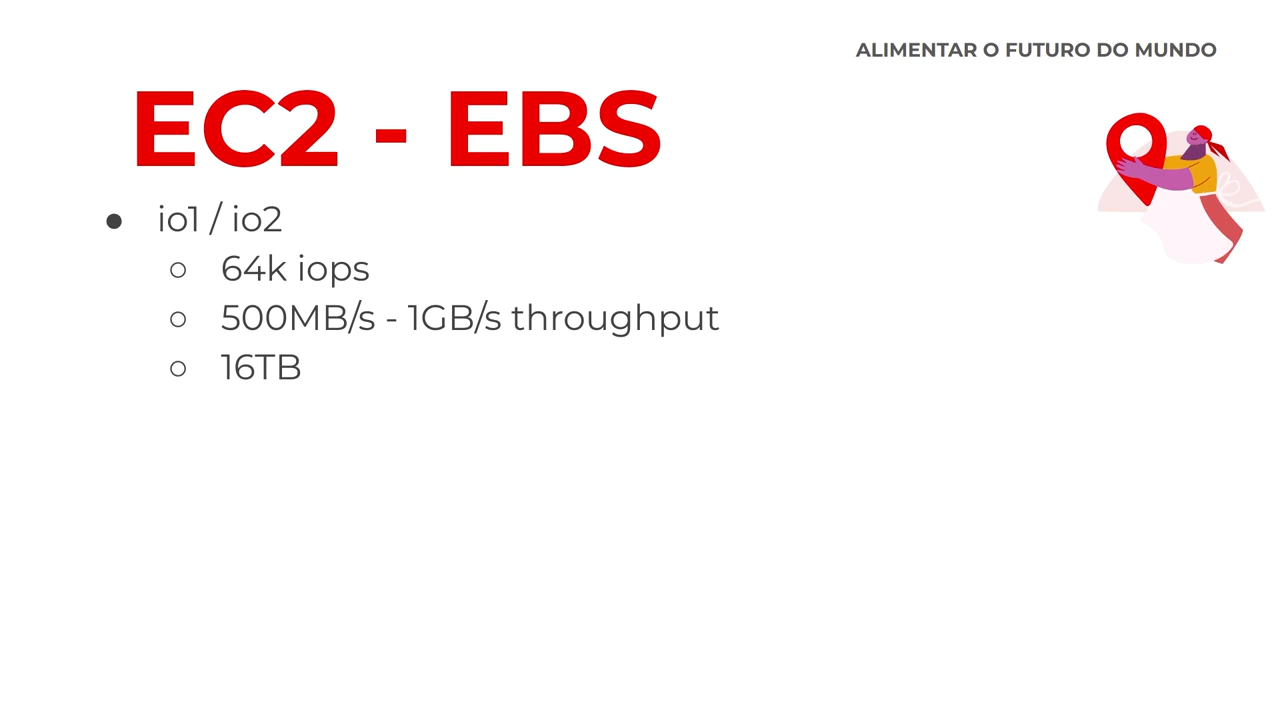 ALIMENTAR O FUTURO DO MUNDO
EC2 - EBS
● io1 / io2
○ 64k iops
○ 500MB/s - 1GB/s throughput
○ 16TB